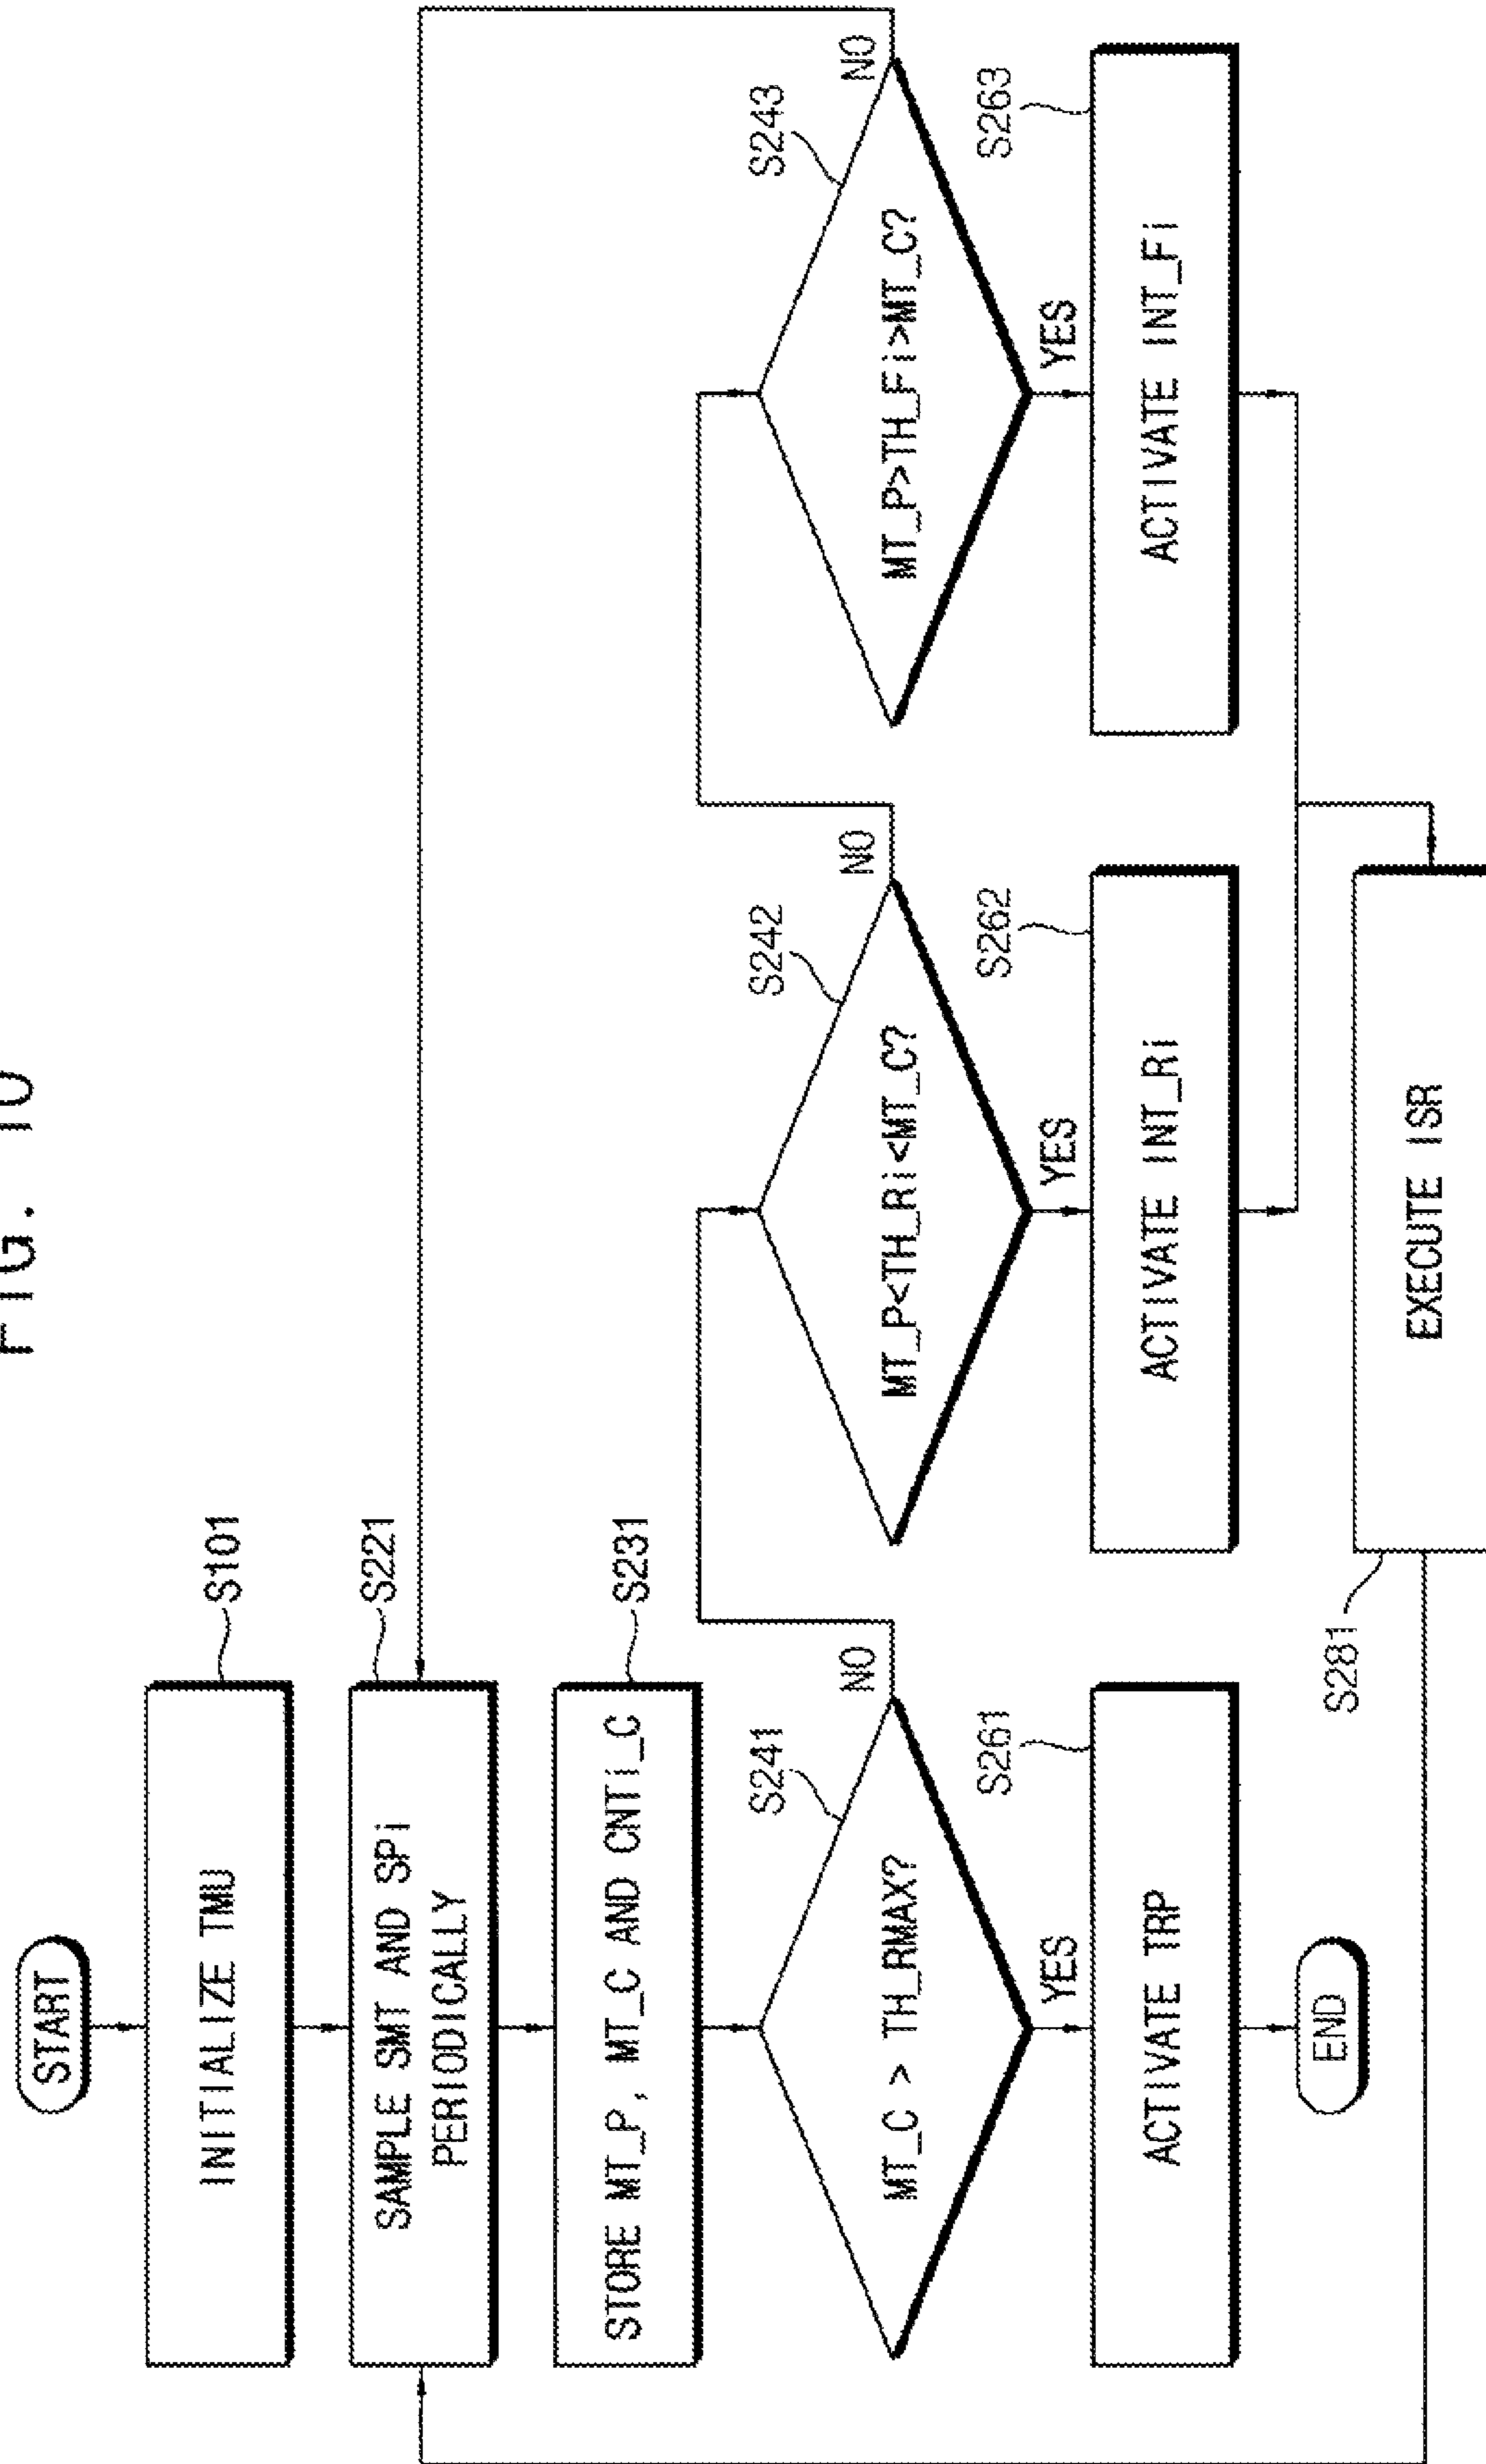 FIG. 10
START
INITIALIZE TMU
S101
SAMPLE SMT AND SPi
PERIODICALLY
S221
STORE MT_P, MT_C AND CNTi_C
S231
MT_C > TH_RMAX?
S241
NO
YES
ACTIVATE TRP
S261
END
MT_P<TH_Ri<MT_C?
S242
NO
YES
ACTIVATE INT_Ri
S262
MT_P>TH_Fi>MT_C?
S243
NO
YES
ACTIVATE INT_Fi
S263
EXECUTE ISR
S281